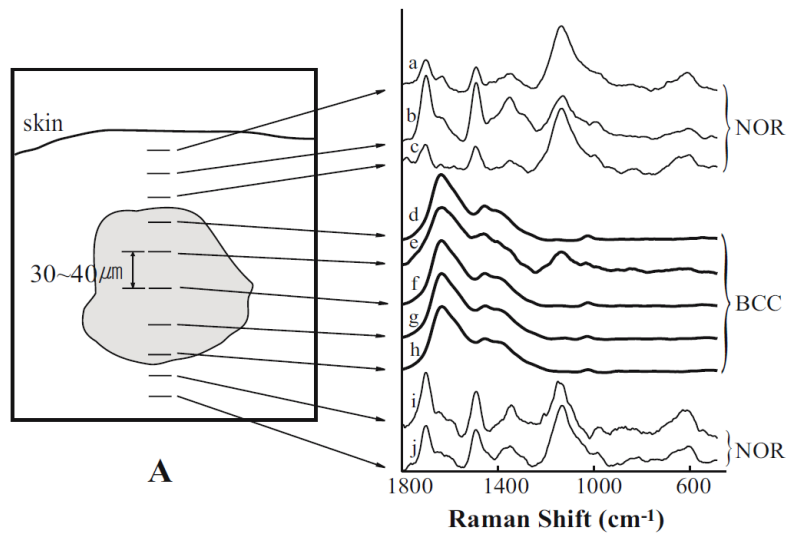 skin
30~40㎛
A
a
b
c
NOR
d
e
f
g
h
BCC
i
j
NOR
1800 1400 1000 600
Raman Shift (cm⁻¹)